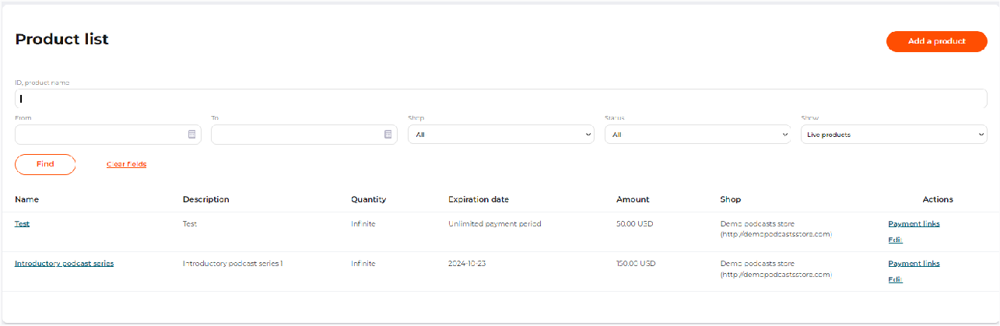 Product list
Add a product
ID, product name
From
To
Shop
Status
Show
All
All
Live products
Find
Clear fields
Name Description Quantity Expiration date Amount Shop Actions
Test Test Infinite Unlimited payment period 50.00 USD Demo podcasts store Payment links
(http://demopodcastsstore.com)
Edit
Introductory podcast series Introductory podcast series 1 Infinite 2024-10-23 150.00 USD Demo podcasts store Payment links
(http://demopodcastsstore.com)
Edit